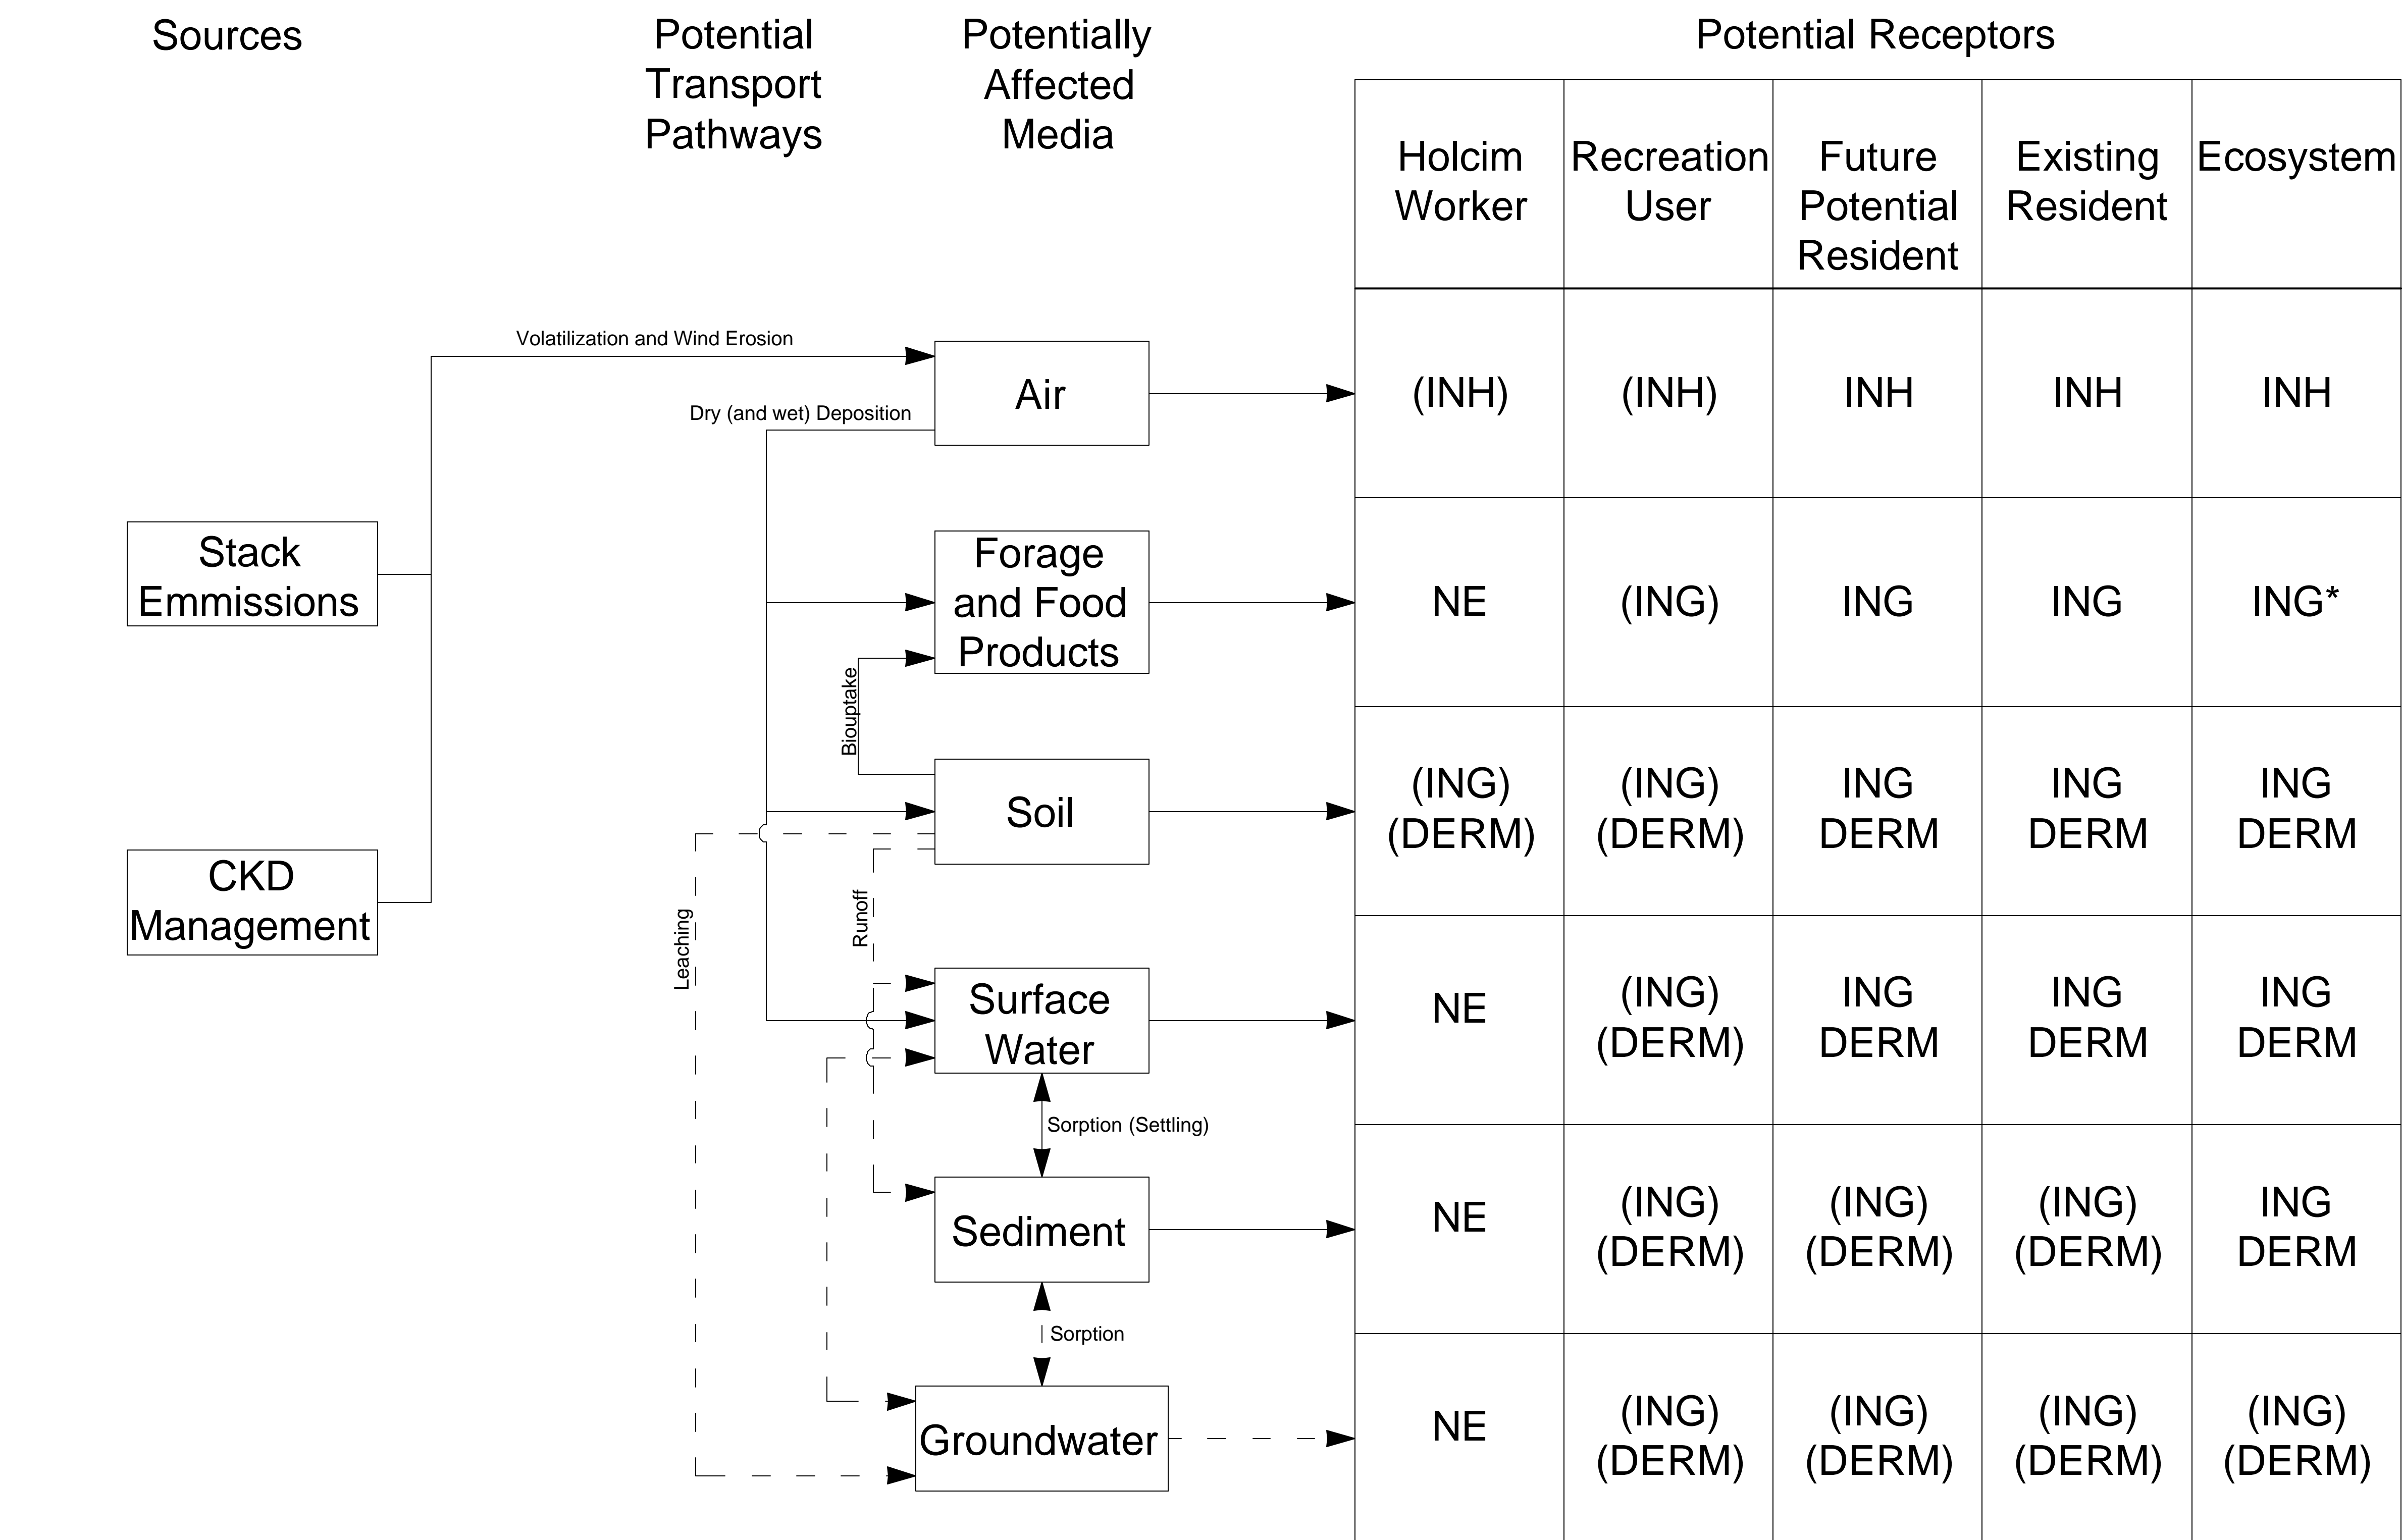 Sources
Potential
Transport
Pathways
Potentially
Affected
Media
Potential Receptors
Holcim
Worker
Recreation
User
Future
Potential
Resident
Existing
Resident
Ecosystem
Volatilization and Wind Erosion
Dry (and wet) Deposition
Air
(INH)
(INH)
INH
INH
INH
Stack
Emmissions
Forage
and Food
Products
NE
(ING)
ING
ING
ING*
Biouptake
Soil
(ING)
(DERM)
(ING)
(DERM)
ING
DERM
ING
DERM
ING
DERM
CKD
Management
Leaching
Runoff
Surface
Water
NE
(ING)
(DERM)
ING
DERM
ING
DERM
ING
DERM
Sorption (Settling)
Sediment
NE
(ING)
(DERM)
(ING)
(DERM)
(ING)
(DERM)
ING
DERM
Sorption
Groundwater
NE
(ING)
(DERM)
(ING)
(DERM)
(ING)
(DERM)
(ING)
(DERM)